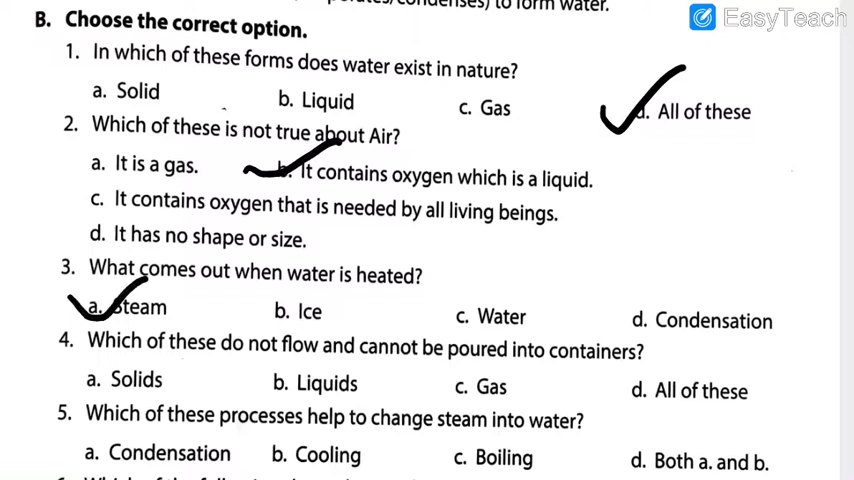 to form water.
EasyTeach
B. Choose the correct option.
1. In which of these forms does water exist in nature?
a. Solid b. Liquid c. Gas d. All of these
2. Which of these is not true about Air?
a. It is a gas. b. It contains oxygen which is a liquid.
c. It contains oxygen that is needed by all living beings.
d. It has no shape or size.
3. What comes out when water is heated?
a. Steam b. Ice c. Water d. Condensation
4. Which of these do not flow and cannot be poured into containers?
a. Solids b. Liquids c. Gas d. All of these
5. Which of these processes help to change steam into water?
a. Condensation b. Cooling c. Boiling d. Both a. and b.